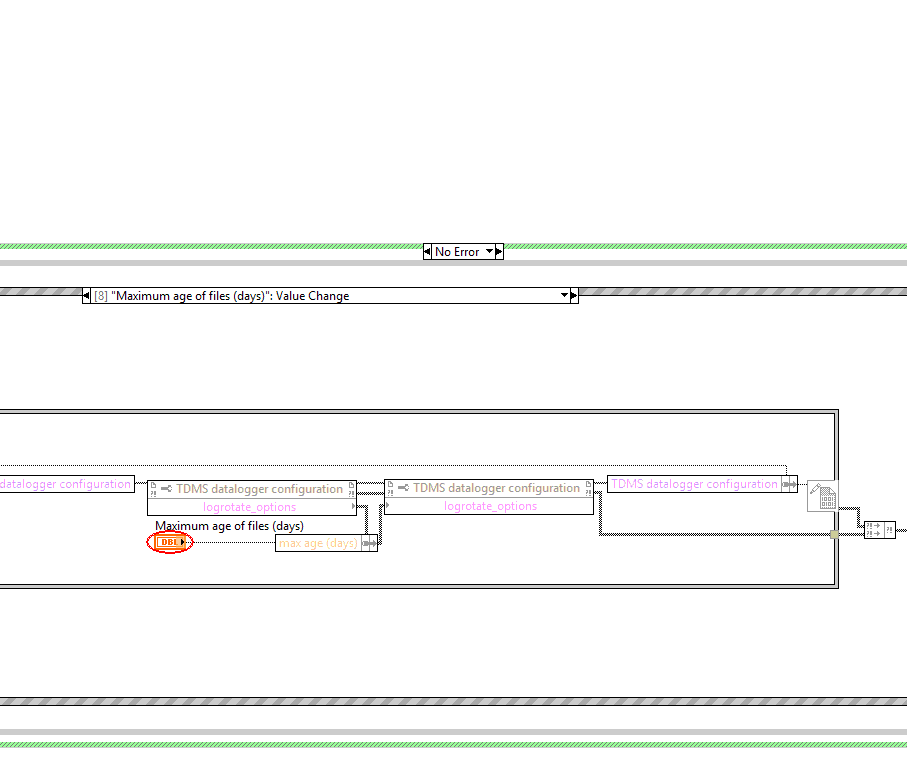 No Error
[8] "Maximum age of files (days)": Value Change
datalogger configuration
TDMS datalogger configuration
logrotate_options
TDMS datalogger configuration
logrotate_options
TDMS datalogger configuration
Maximum age of files (days)
DBL
max age (days)